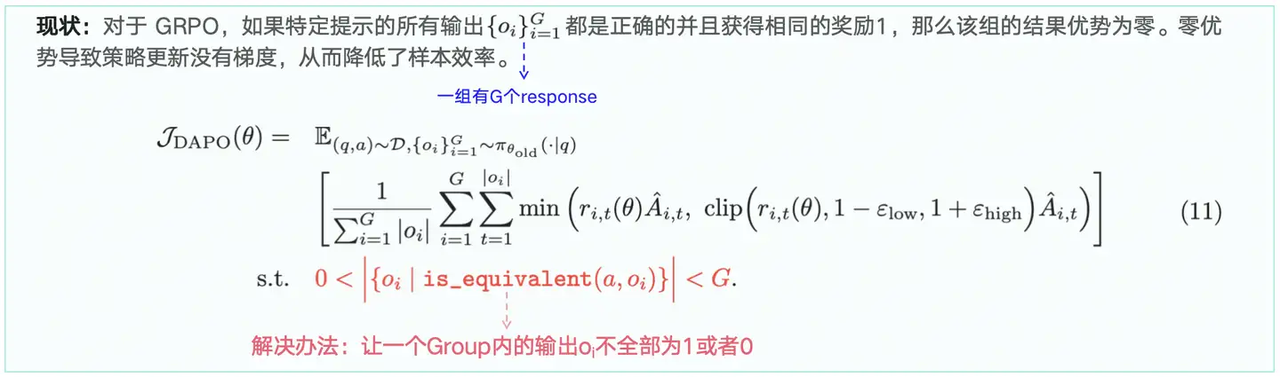 现状：对于 GRPO，如果特定提示的所有输出$\{o_i\}_{i=1}^{G}$都是正确的并且获得相同的奖励1，那么该组的结果优势为零。零优
势导致策略更新没有梯度，从而降低了样本效率。
一组有G个response
$\mathcal{J}_{\mathrm{DAPO}}(\theta) = \mathbb{E}_{(q,a)\sim\mathcal{D},\{o_i\}_{i=1}^{G}\sim\pi_{\theta_{\mathrm{old}}}(\cdot|q)}$
$\left[\frac{1}{\sum_{i=1}^{G}|o_i|}\sum_{i=1}^{G}\sum_{t=1}^{|o_i|}\min\left(r_{i,t}(\theta)\hat{A}_{i,t},\ \mathrm{clip}\left(r_{i,t}(\theta),1-\varepsilon_{\mathrm{low}},1+\varepsilon_{\mathrm{high}}\right)\hat{A}_{i,t}\right)\right]$ (11)
s.t. $0 < \left|\{o_i \mid \texttt{is\_equivalent}(a,o_i)\}\right| < G.$
解决办法：让一个Group内的输出$o_i$不全部为1或者0